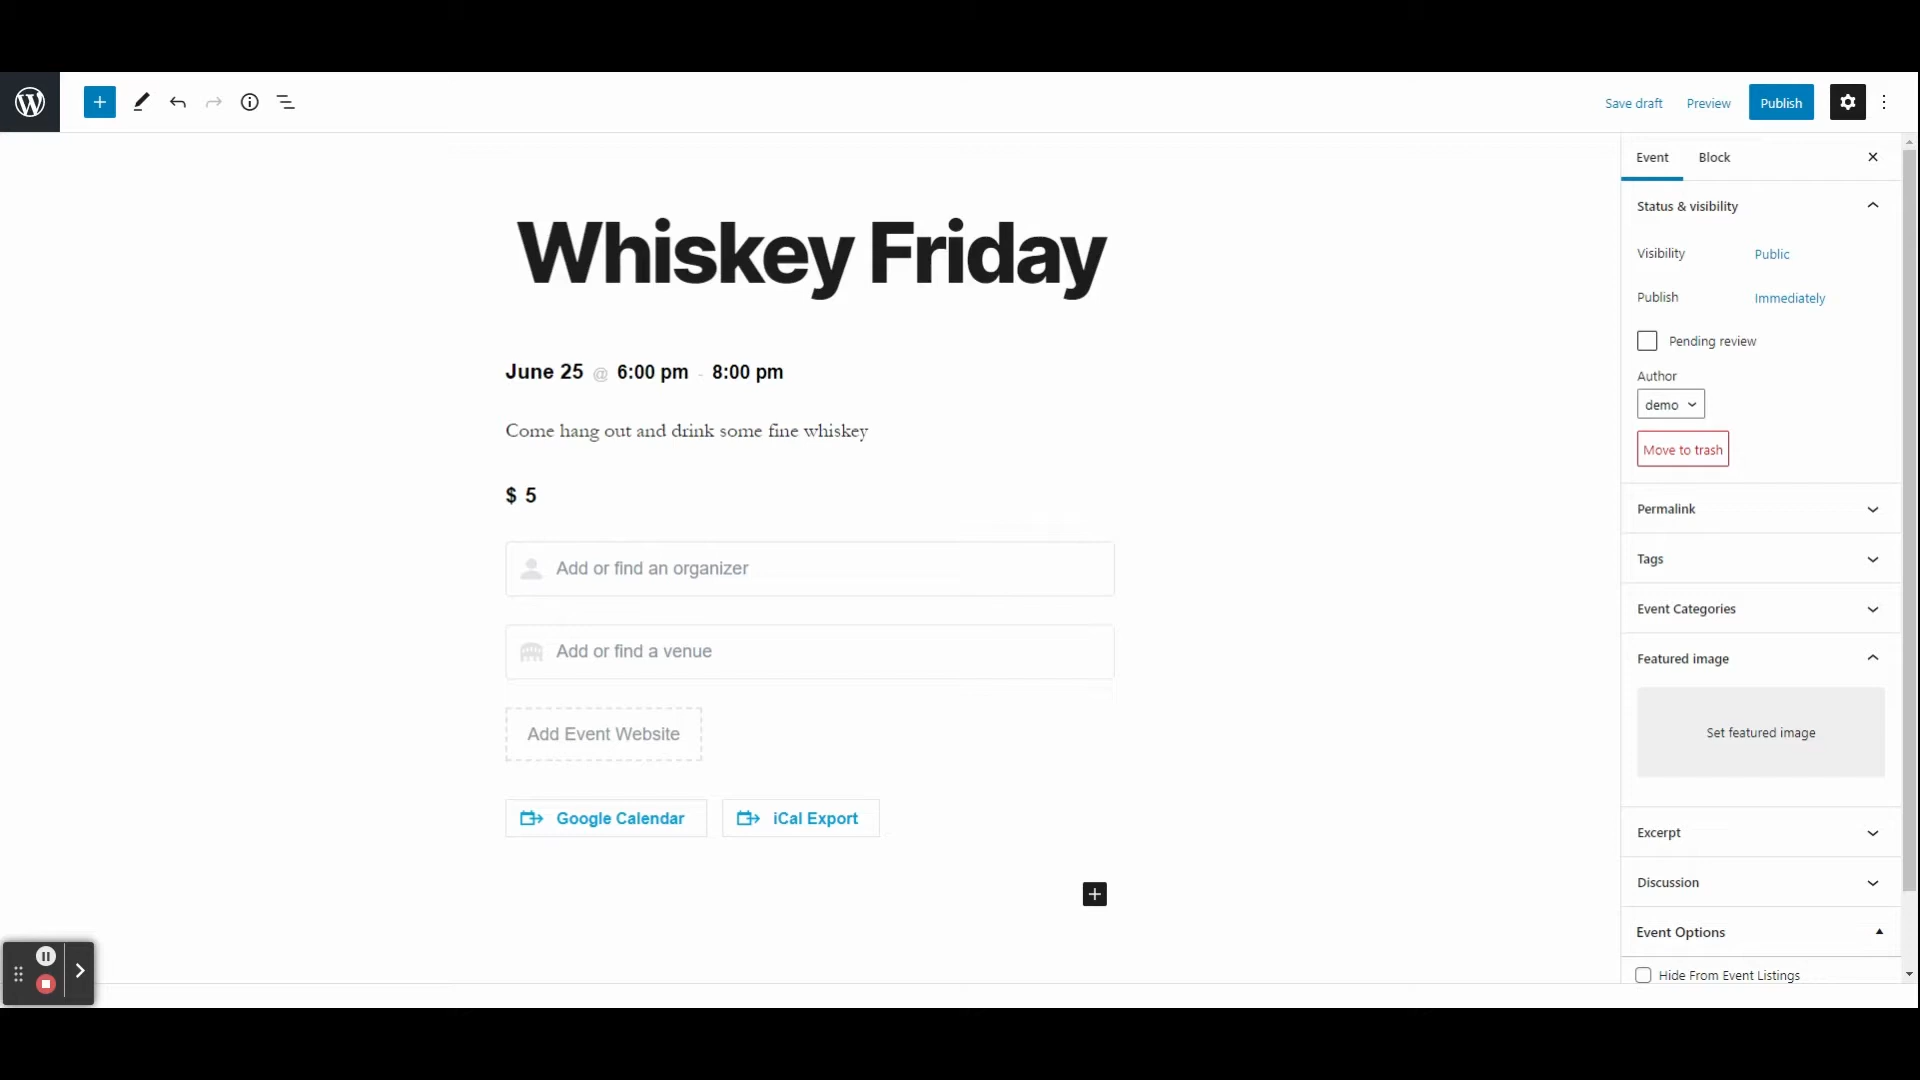 Save draft
Preview
Publish
Event
Block
Status & visibility
Visibility
Public
Publish
Immediately
Pending review
Author
demo
Move to trash
Permalink
Tags
Event Categories
Featured image
Set featured image
Excerpt
Discussion
Event Options
Hide From Event Listings
Whiskey Friday
June 25 @ 6:00 pm - 8:00 pm
Come hang out and drink some fine whiskey
$ 5
Add or find an organizer
Add or find a venue
Add Event Website
Google Calendar
iCal Export